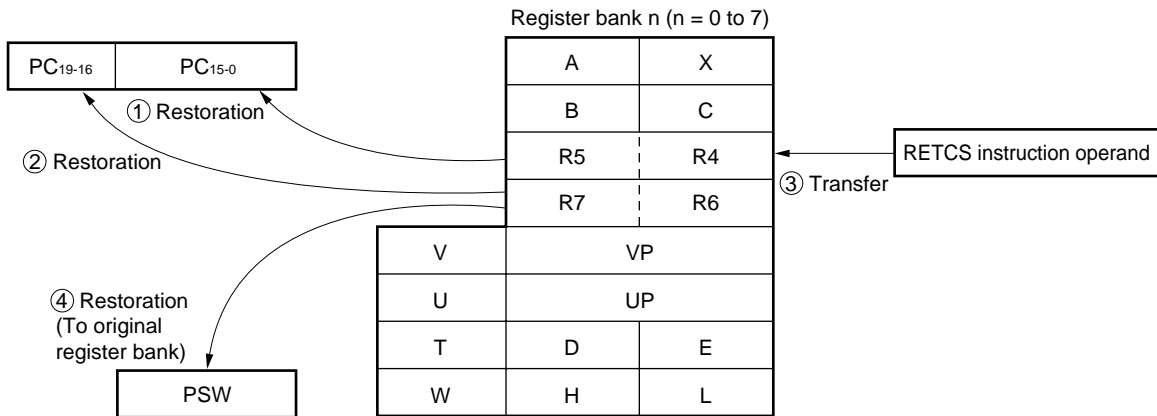 Register bank n (n = 0 to 7)
PC19-16 PC15-0
A X
① Restoration
B C
② Restoration
R5 R4
RETCS instruction operand
③ Transfer
R7 R6
V VP
④ Restoration
(To original
register bank)
U UP
T D E
PSW
W H L